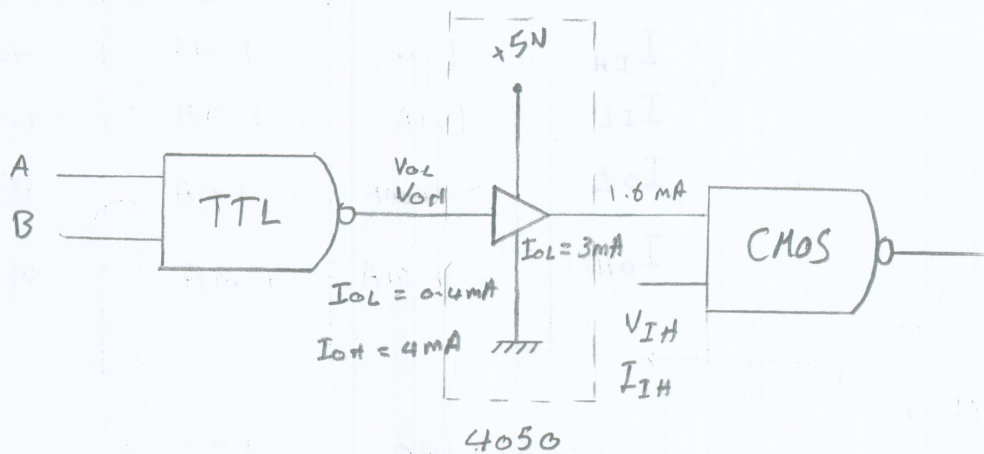 +5V
A
B
TTL
VOL
VOH
1.6 mA
IOL = 3mA
CMOS
IOL = 0.4mA
IOH = 4mA
VIH
IIH
4050